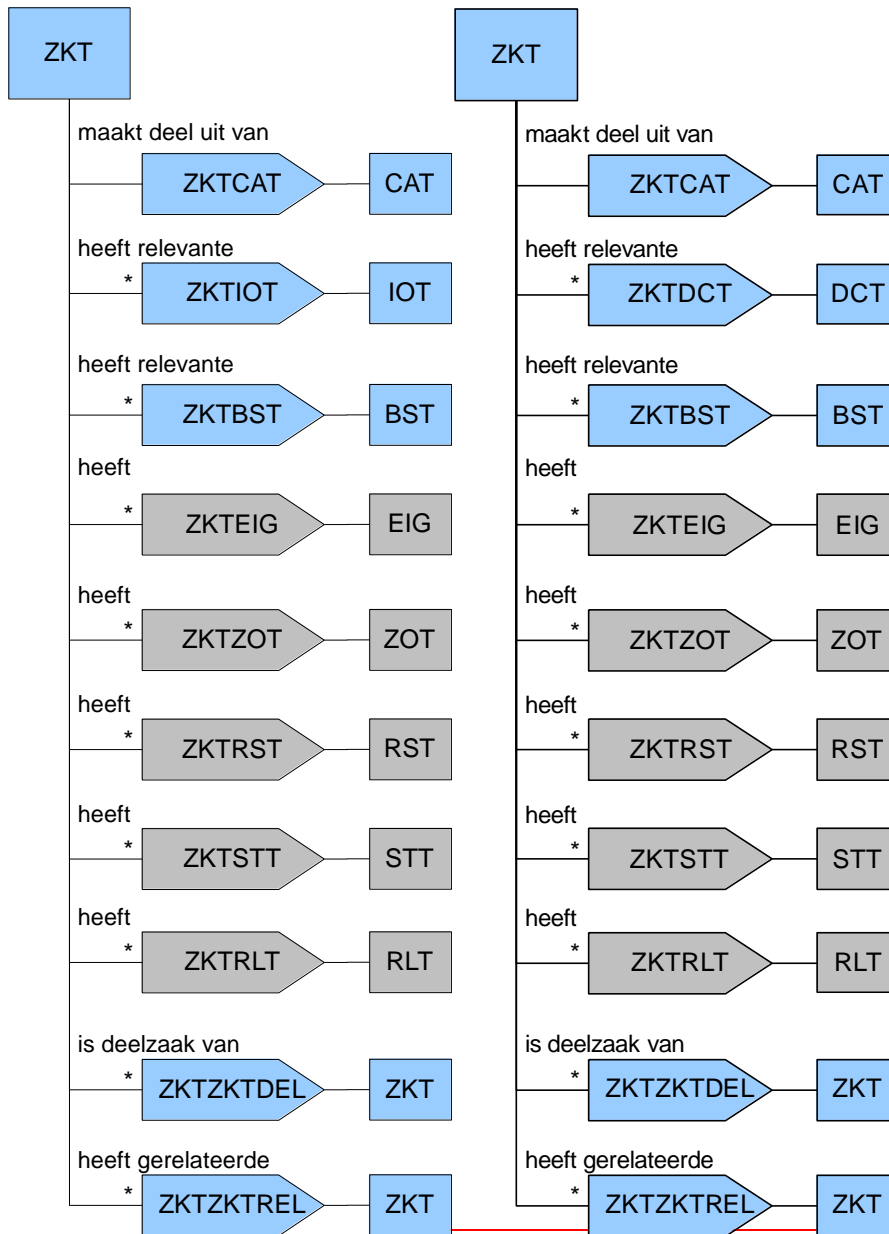 ZKT
maakt deel uit van
ZKTCAT CAT
heeft relevante
* ZKTIOT IOT
heeft relevante
* ZKTBST BST
heeft
* ZKTEIG EIG
heeft
* ZKTZOT ZOT
heeft
* ZKTRST RST
heeft
* ZKTSTT STT
heeft
* ZKTRLT RLT
is deelzaak van
* ZKTZKTDEL ZKT
heeft gerelateerde
* ZKTZKTREL ZKT
ZKT
maakt deel uit van
ZKTCAT CAT
heeft relevante
* ZKTDCT DCT
heeft relevante
* ZKTBST BST
heeft
* ZKTEIG EIG
heeft
* ZKTZOT ZOT
heeft
* ZKTRST RST
heeft
* ZKTSTT STT
heeft
* ZKTRLT RLT
is deelzaak van
* ZKTZKTDEL ZKT
heeft gerelateerde
* ZKTZKTREL ZKT